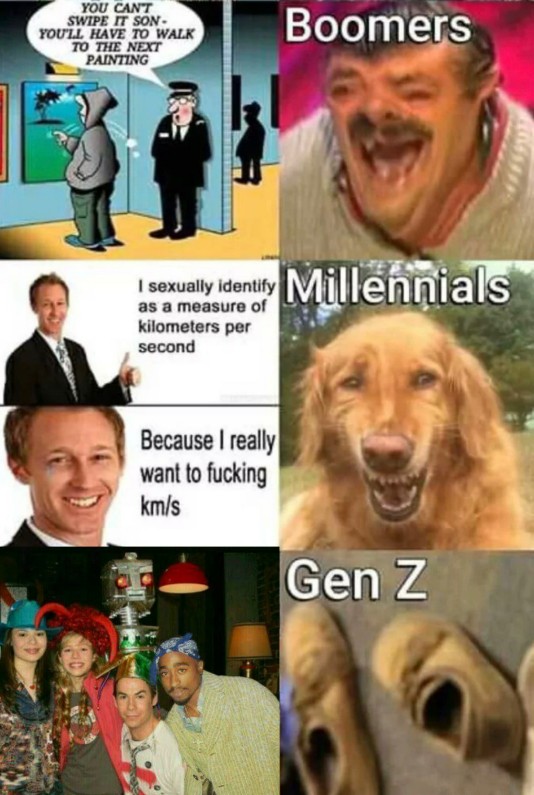 YOU CAN'T
SWIPE IT SON -
YOU'LL HAVE TO WALK
TO THE NEXT
PAINTING
Boomers
I sexually identify
as a measure of
kilometers per
second
Millennials
Because I really
want to fucking
km/s
Gen Z